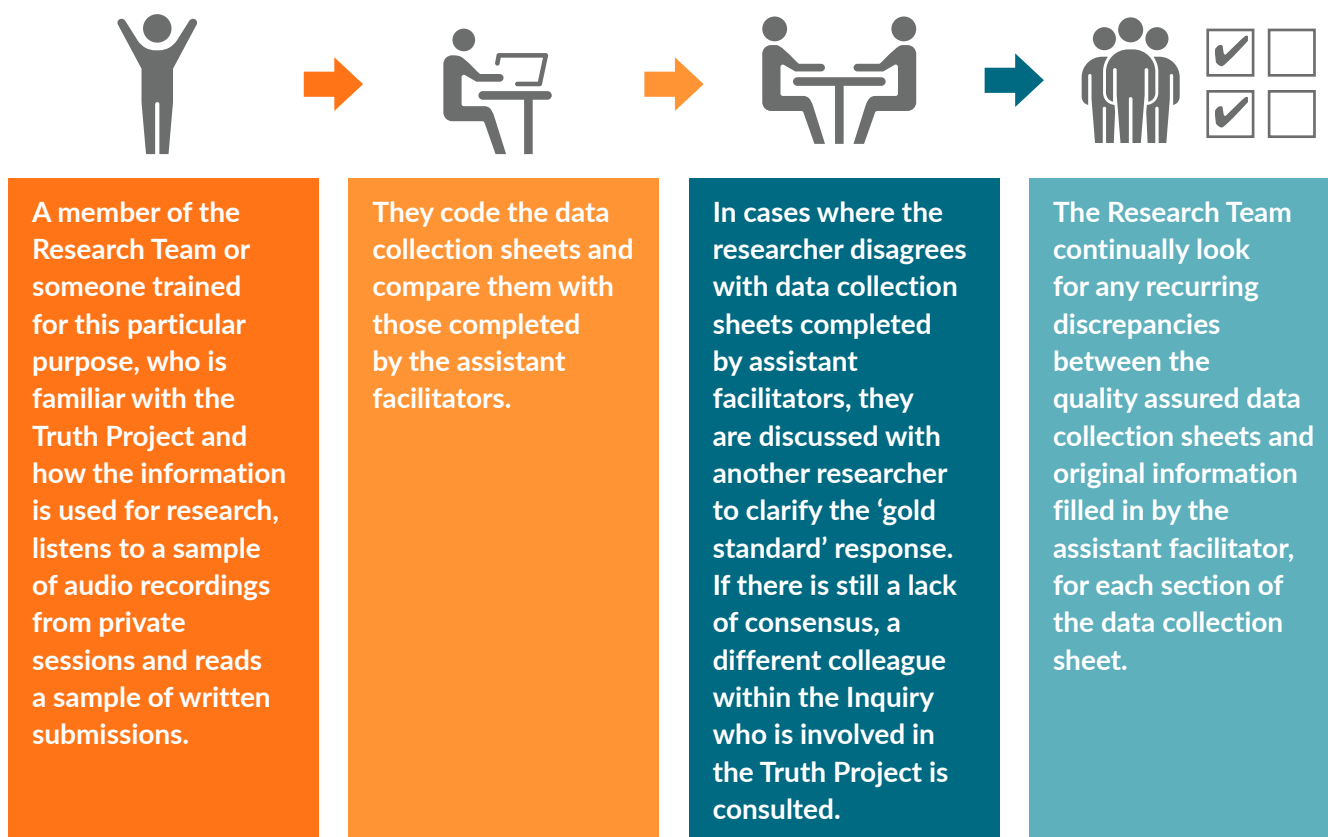 A member of the
Research Team or
someone trained
for this particular
purpose, who is
familiar with the
Truth Project and
how the information
is used for research,
listens to a sample
of audio recordings
from private
sessions and reads
a sample of written
submissions.
They code the data
collection sheets and
compare them with
those completed
by the assistant
facilitators.
In cases where the
researcher disagrees
with data collection
sheets completed
by assistant
facilitators, they
are discussed with
another researcher
to clarify the ‘gold
standard’ response.
If there is still a lack
of consensus, a
different colleague
within the Inquiry
who is involved in
the Truth Project is
consulted.
The Research Team
continually look
for any recurring
discrepancies
between the
quality assured data
collection sheets and
original information
filled in by the
assistant facilitator,
for each section of
the data collection
sheet.